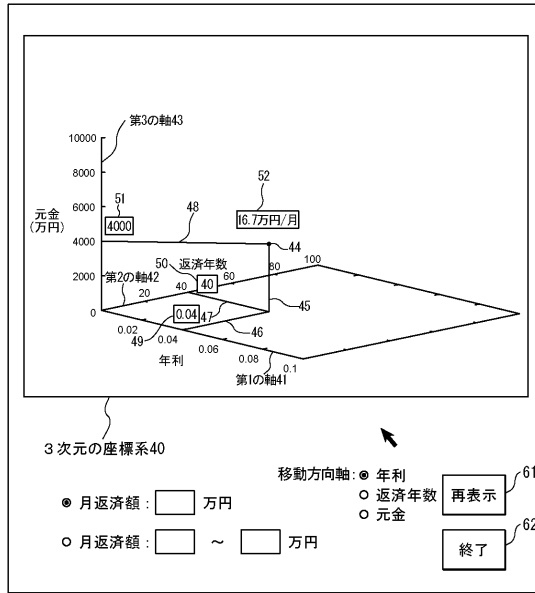 10000
第3の軸43
8000
52
51
6000
48
元金
(万円)
4000
16.7万円/月
4000
44
返済年数
100
50
60
80
2000
第2の軸42
40
40
45
20
0
0.04
47
46
0.02
49
0.04
0.06
年利
0.08
第1の軸41
0.1
3次元の座標系40
移動方向軸: 年利
61
月返済額: 万円
返済年数
再表示
元金
62
月返済額: ～ 万円
終了